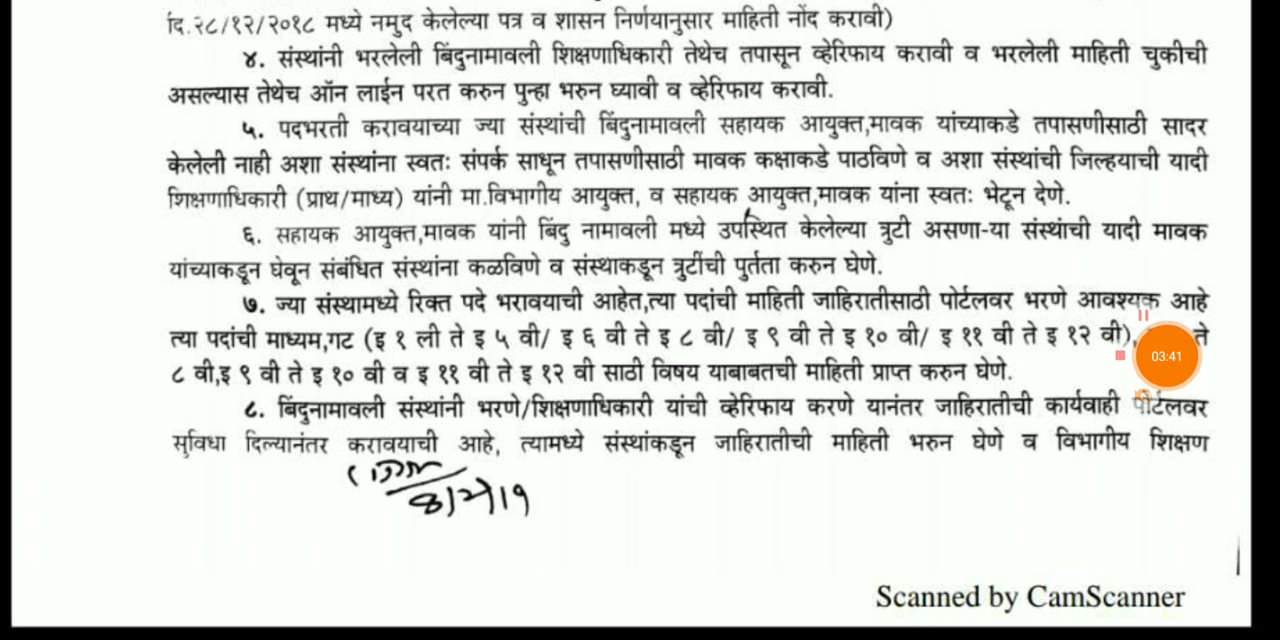 दि.२८/१२/२०१८ मध्ये नमुद केलेल्या पत्र व शासन निर्णयानुसार माहिती नोंद करावी)
४. संस्थांनी भरलेली बिंदुनामावली शिक्षणाधिकारी तेथेच तपासून व्हेरिफाय करावी व भरलेली माहिती चुकीची
असल्यास तेथेच ऑन लाईन परत करुन पुन्हा भरुन घ्यावी व व्हेरिफाय करावी.
५. पदभरती करावयाच्या ज्या संस्थांची बिंदुनामावली सहायक आयुक्त,मावक यांच्याकडे तपासणीसाठी सादर
केलेली नाही अशा संस्थांना स्वतः संपर्क साधून तपासणीसाठी मावक कक्षाकडे पाठविणे व अशा संस्थांची जिल्हयाची यादी
शिक्षणाधिकारी (प्राथ/माध्य) यांनी मा.विभागीय आयुक्त, व सहायक आयुक्त,मावक यांना स्वतः भेटून देणे.
६. सहायक आयुक्त,मावक यांनी बिंदु नामावली मध्ये उपस्थित केलेल्या त्रुटी असणा-या संस्थांची यादी मावक
यांच्याकडून घेवून संबंधित संस्थांना कळविणे व संस्थाकडून त्रुटींची पुर्तता करुन घेणे.
७. ज्या संस्थामध्ये रिक्त पदे भरावयाची आहेत,त्या पदांची माहिती जाहिरातीसाठी पोर्टलवर भरणे आवश्यक आहे
त्या पदांची माध्यम,गट (इ १ ली ते इ ५ वी/ इ ६ वी ते इ ८ वी/ इ ९ वी ते इ १० वी/ इ ११ वी ते इ १२ वी), ते
८ वी,इ ९ वी ते इ १० वी व इ ११ वी ते इ १२ वी साठी विषय याबाबतची माहिती प्राप्त करुन घेणे.
03:41
८. बिंदुनामावली संस्थांनी भरणे/शिक्षणाधिकारी यांची व्हेरिफाय करणे यानंतर जाहिरातीची कार्यवाही पोर्टलवर
सुविधा दिल्यानंतर करावयाची आहे, त्यामध्ये संस्थांकडून जाहिरातीची माहिती भरुन घेणे व विभागीय शिक्षण
Scanned by CamScanner